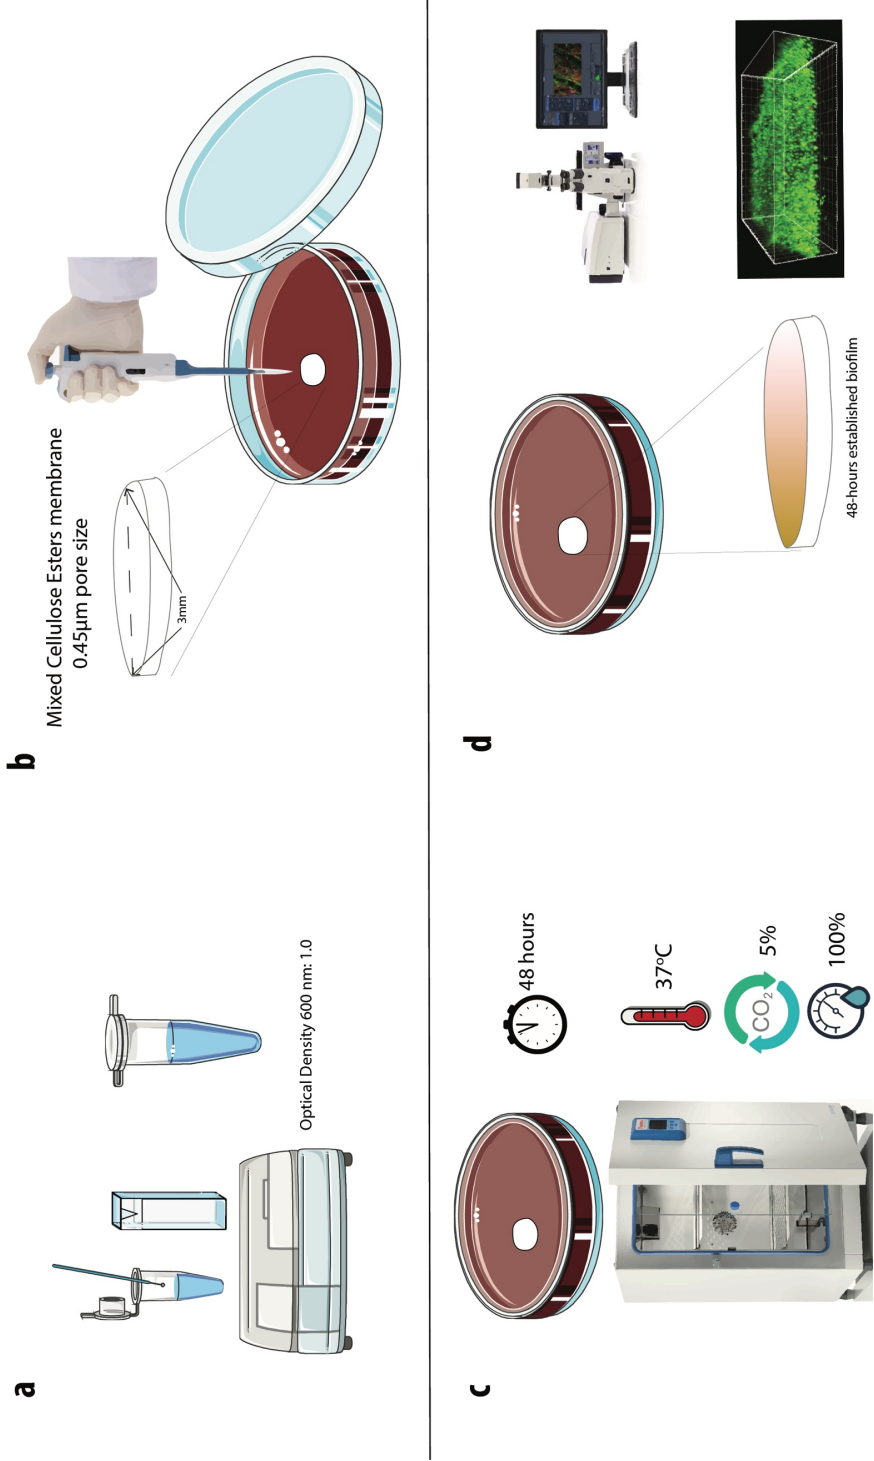 a
Optical Density 600 nm: 1.0
b
Mixed Cellulose Esters membrane
0.45µm pore size
3mm
c
48 hours
37ºC
CO₂
5%
100%
d
48-hours established biofilm